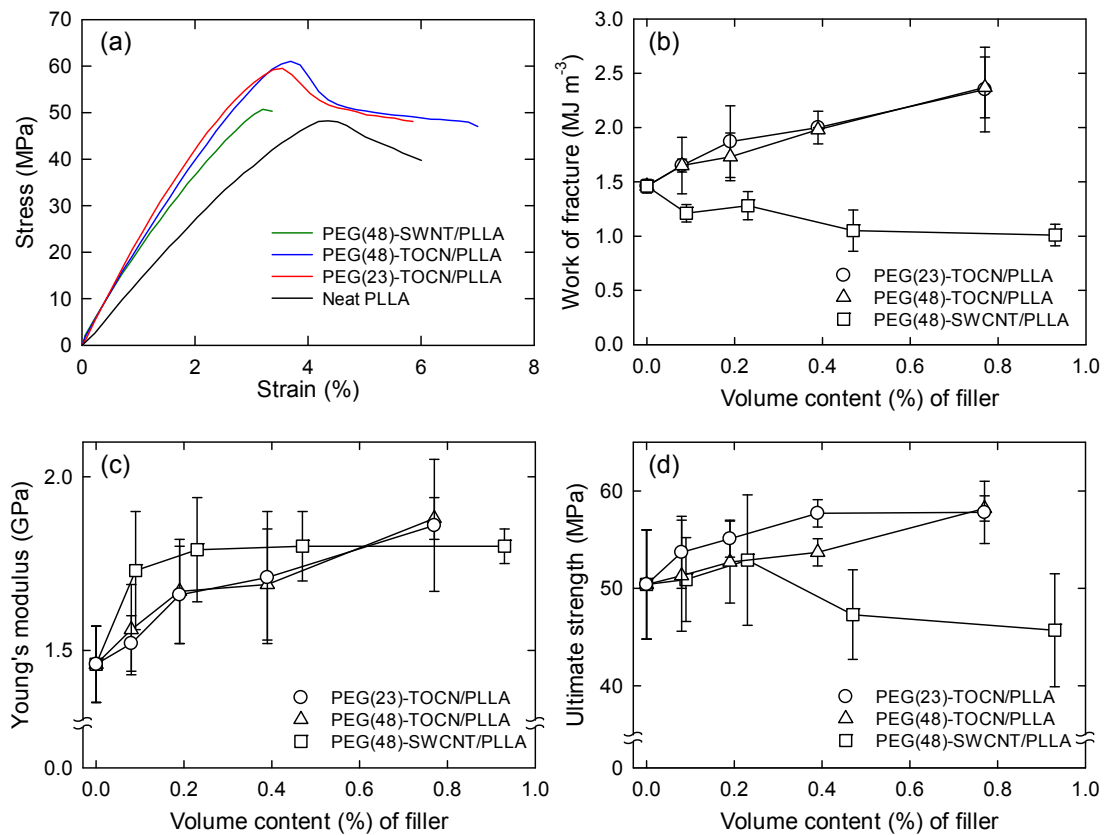 (a)
70
60
50
40
30
20
10
0
Stress (MPa)
PEG(48)-SWNT/PLLA
PEG(48)-TOCN/PLLA
PEG(23)-TOCN/PLLA
Neat PLLA
0 2 4 6 8
Strain (%)
(b)
3.0
2.5
2.0
1.5
1.0
0.5
0.0
Work of fracture (MJ m⁻³)
PEG(23)-TOCN/PLLA
PEG(48)-TOCN/PLLA
PEG(48)-SWCNT/PLLA
0.0 0.2 0.4 0.6 0.8 1.0
Volume content (%) of filler
(c)
2.0
1.5
0.0
Young's modulus (GPa)
PEG(23)-TOCN/PLLA
PEG(48)-TOCN/PLLA
PEG(48)-SWCNT/PLLA
0.0 0.2 0.4 0.6 0.8 1.0
Volume content (%) of filler
(d)
60
50
40
0
Ultimate strength (MPa)
PEG(23)-TOCN/PLLA
PEG(48)-TOCN/PLLA
PEG(48)-SWCNT/PLLA
0.0 0.2 0.4 0.6 0.8 1.0
Volume content (%) of filler